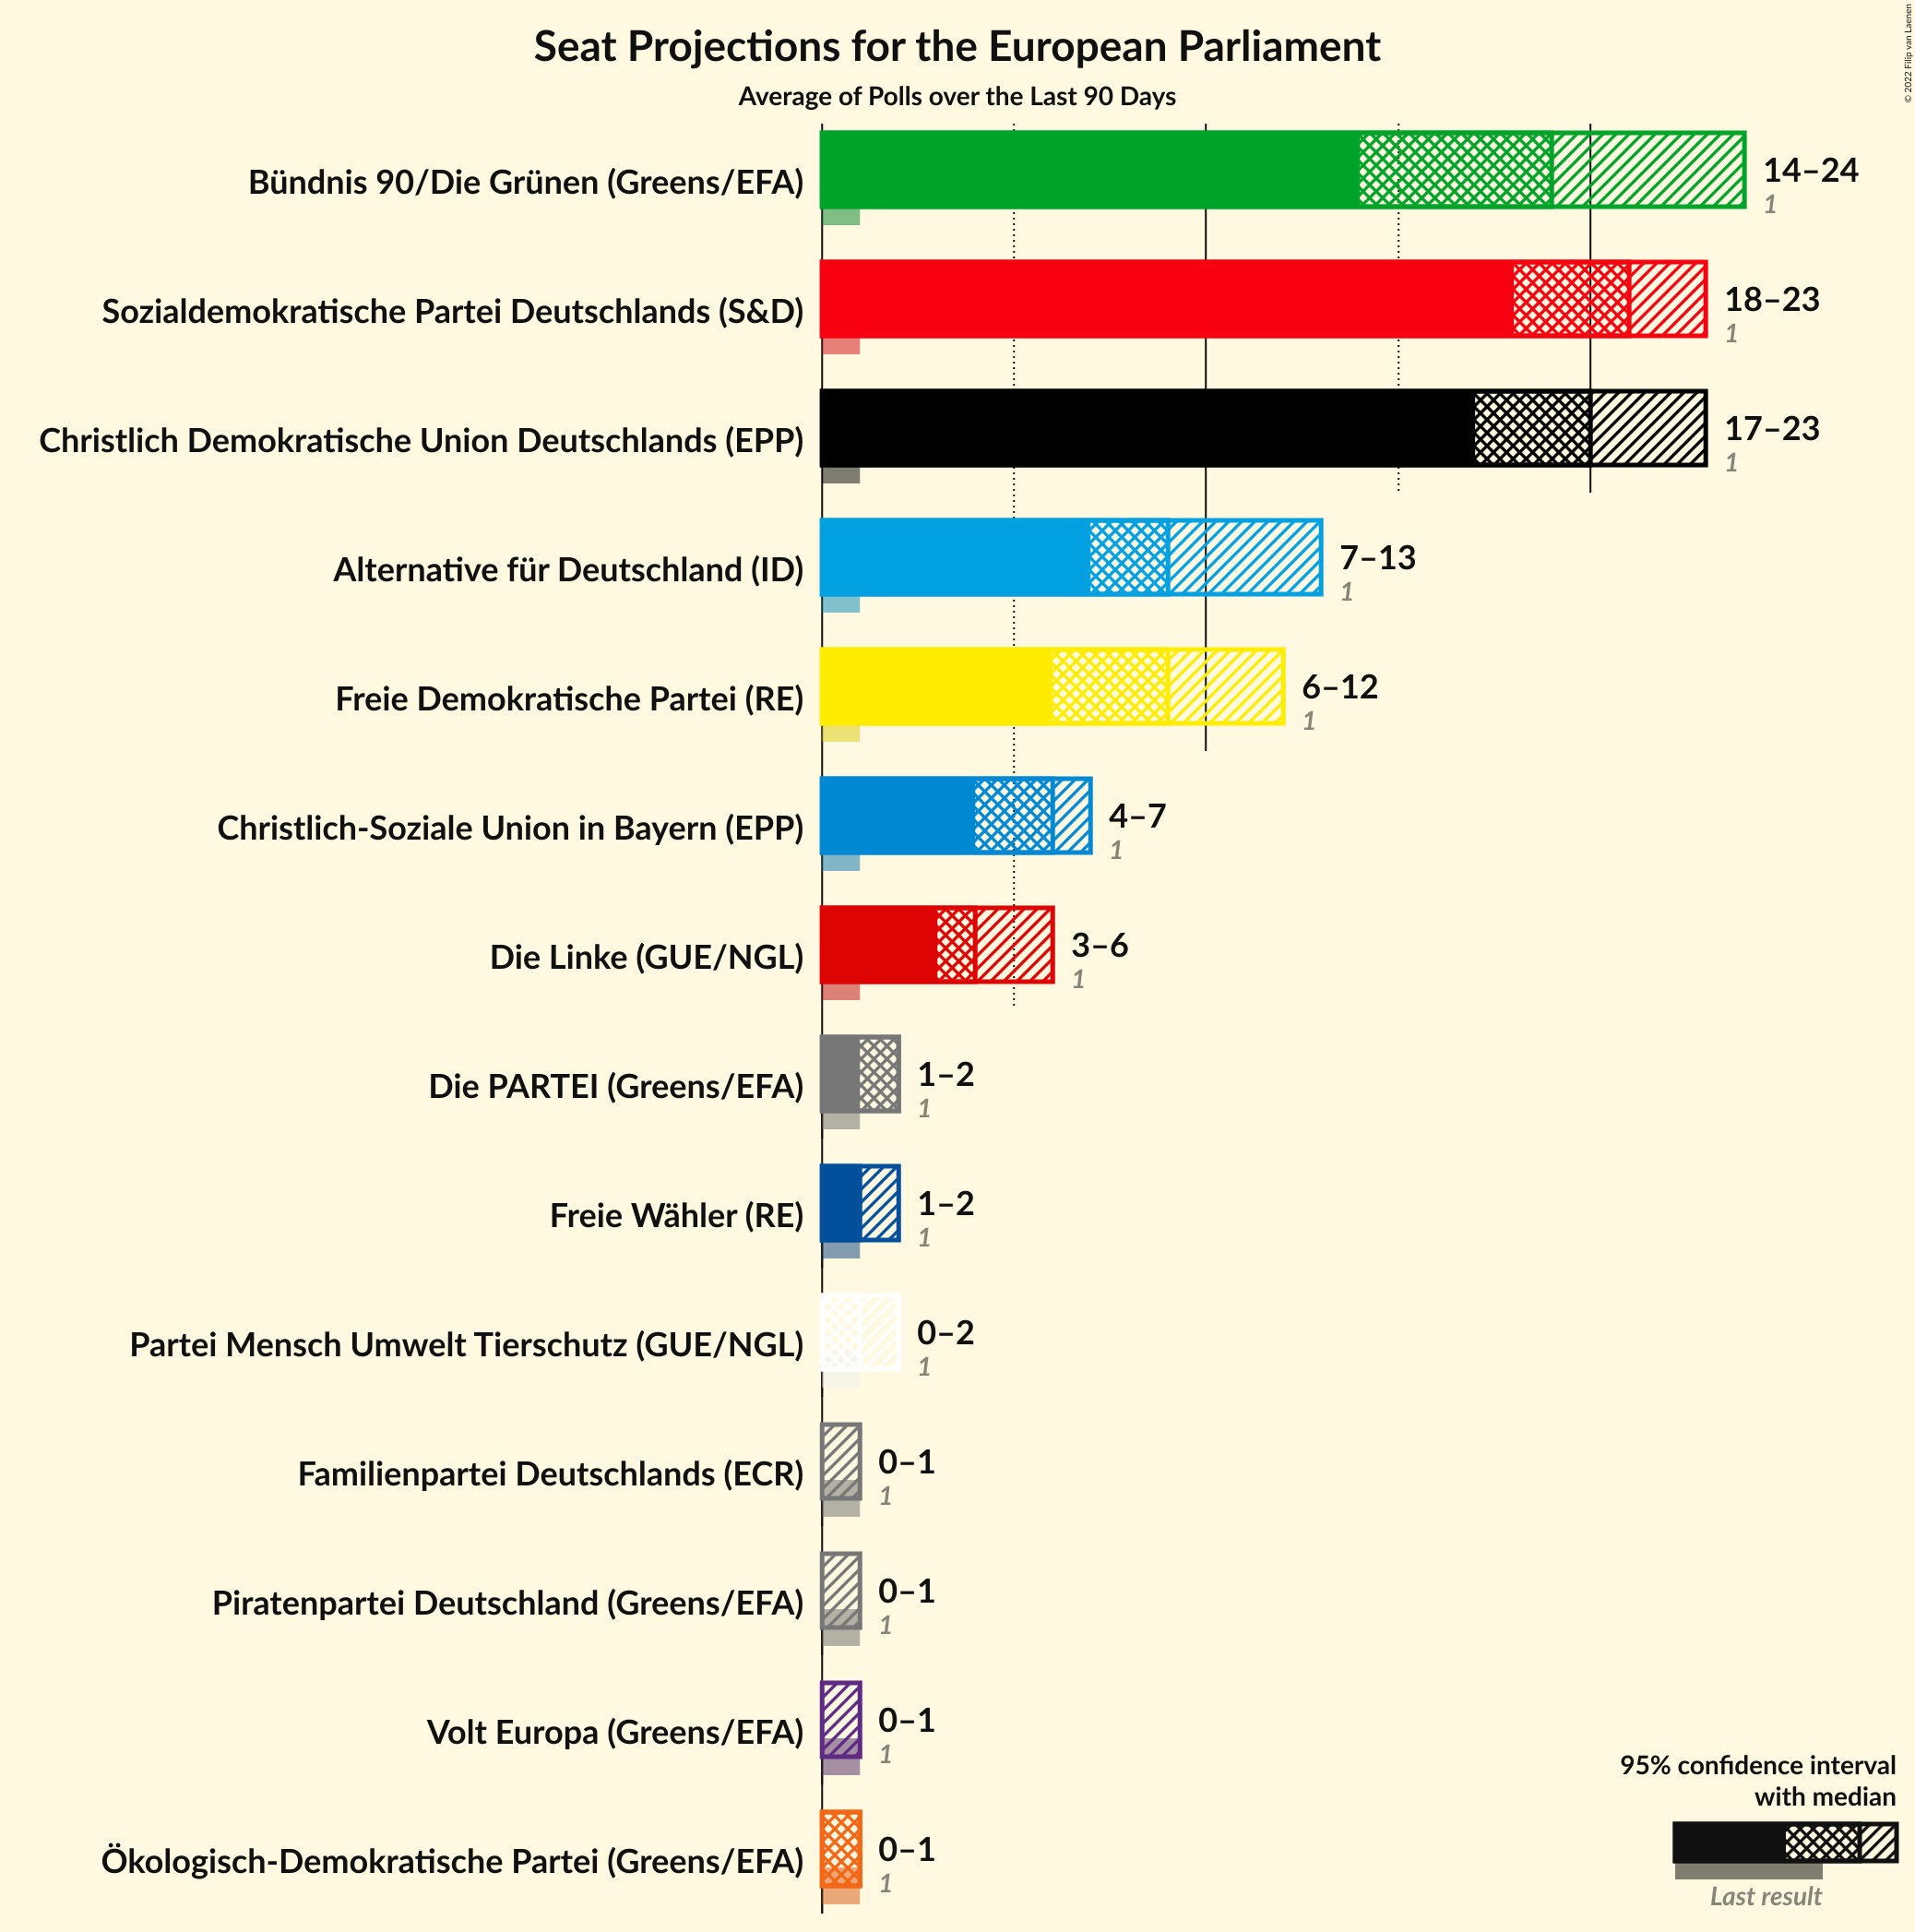 Seat Projections for the European Parliament
Average of Polls over the Last 90 Days
© 2022 Filip van Laenen
Bündnis 90/Die Grünen (Greens/EFA)
14–24
1
Sozialdemokratische Partei Deutschlands (S&D)
18–23
1
Christlich Demokratische Union Deutschlands (EPP)
17–23
1
Alternative für Deutschland (ID)
7–13
1
Freie Demokratische Partei (RE)
6–12
1
Christlich-Soziale Union in Bayern (EPP)
4–7
1
Die Linke (GUE/NGL)
3–6
1
Die PARTEI (Greens/EFA)
1–2
1
Freie Wähler (RE)
1–2
1
Partei Mensch Umwelt Tierschutz (GUE/NGL)
0–2
1
Familienpartei Deutschlands (ECR)
0–1
1
Piratenpartei Deutschland (Greens/EFA)
0–1
1
Volt Europa (Greens/EFA)
0–1
1
Ökologisch-Demokratische Partei (Greens/EFA)
0–1
1
95% confidence interval
with median
Last result